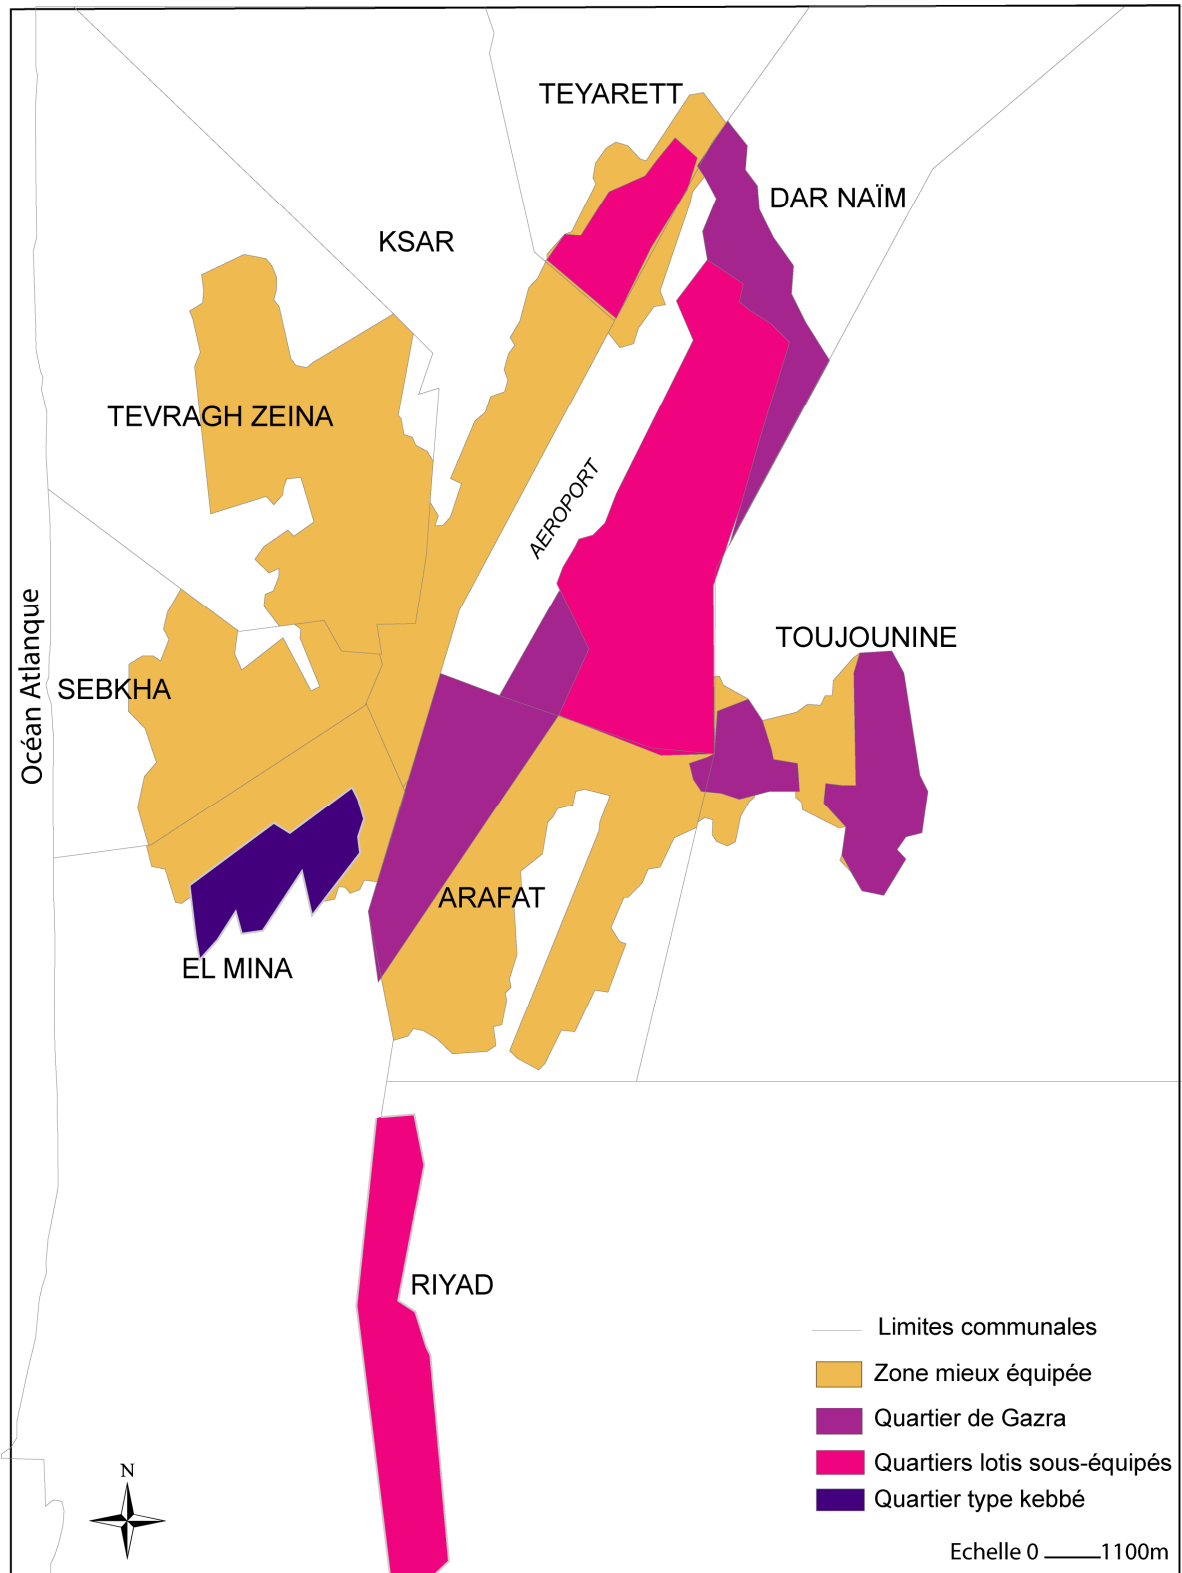 TEYARETT
DAR NAÏM
KSAR
TEVRAGH ZEINA
AEROPORT
TOUJOUNINE
SEBKHA
Océan Atlanque
ARAFAT
EL MINA
RIYAD
Limites communales
Zone mieux équipée
Quartier de Gazra
Quartiers lotis sous-équipés
Quartier type kebbé
N
Echelle 0 1100m